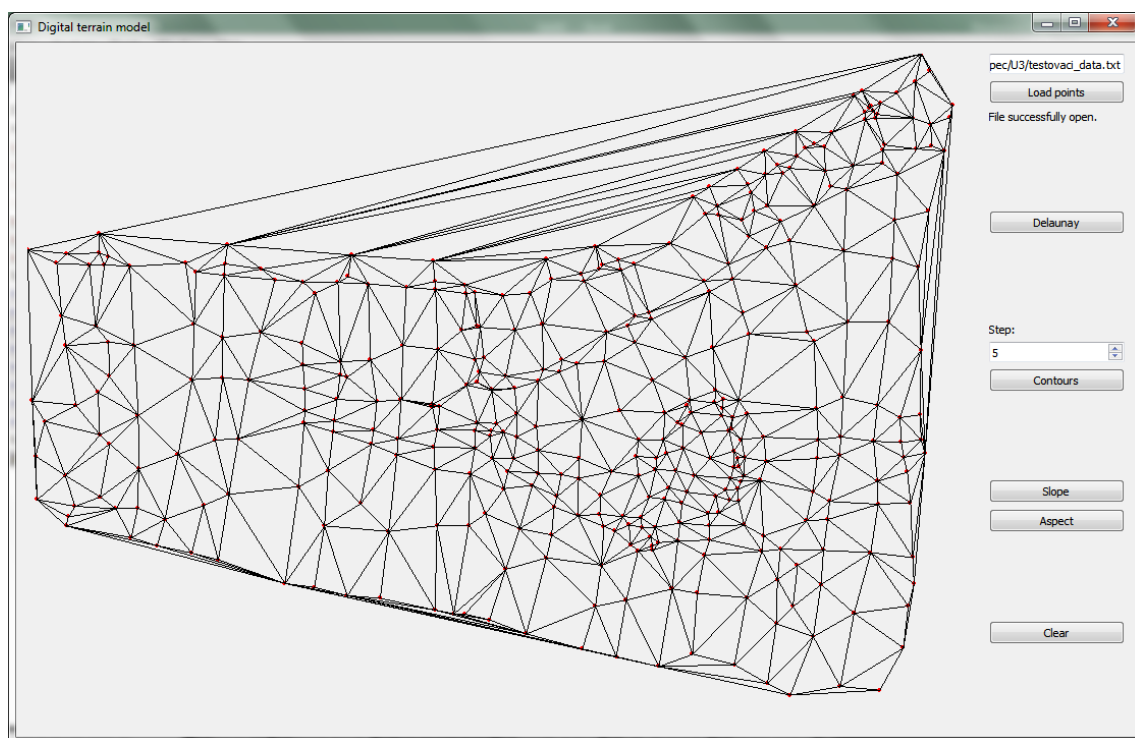 Digital terrain model
pec/U3/testovaci_data.txt
Load points
File successfully open.
Delaunay
Step:
5
Contours
Slope
Aspect
Clear